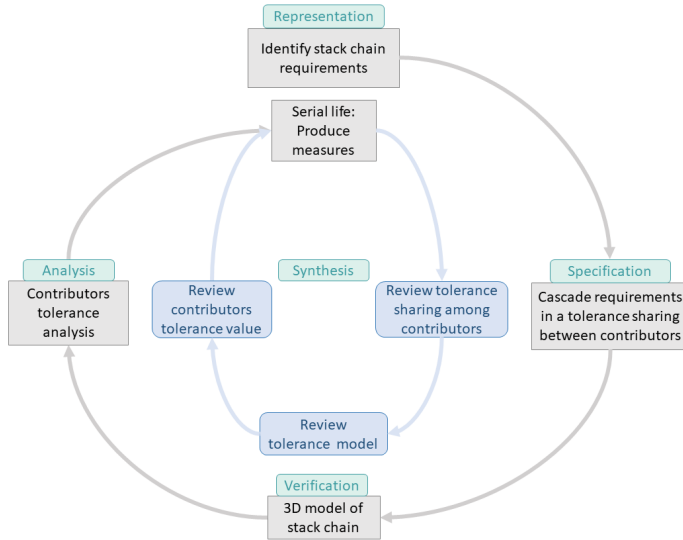 Representation
Identify stack chain
requirements
Serial life:
Produce
measures
Analysis
Contributors
tolerance
analysis
Synthesis
Review
contributors
tolerance value
Review tolerance
sharing among
contributors
Specification
Cascade requirements
in a tolerance sharing
between contributors
Review
tolerance model
Verification
3D model of
stack chain